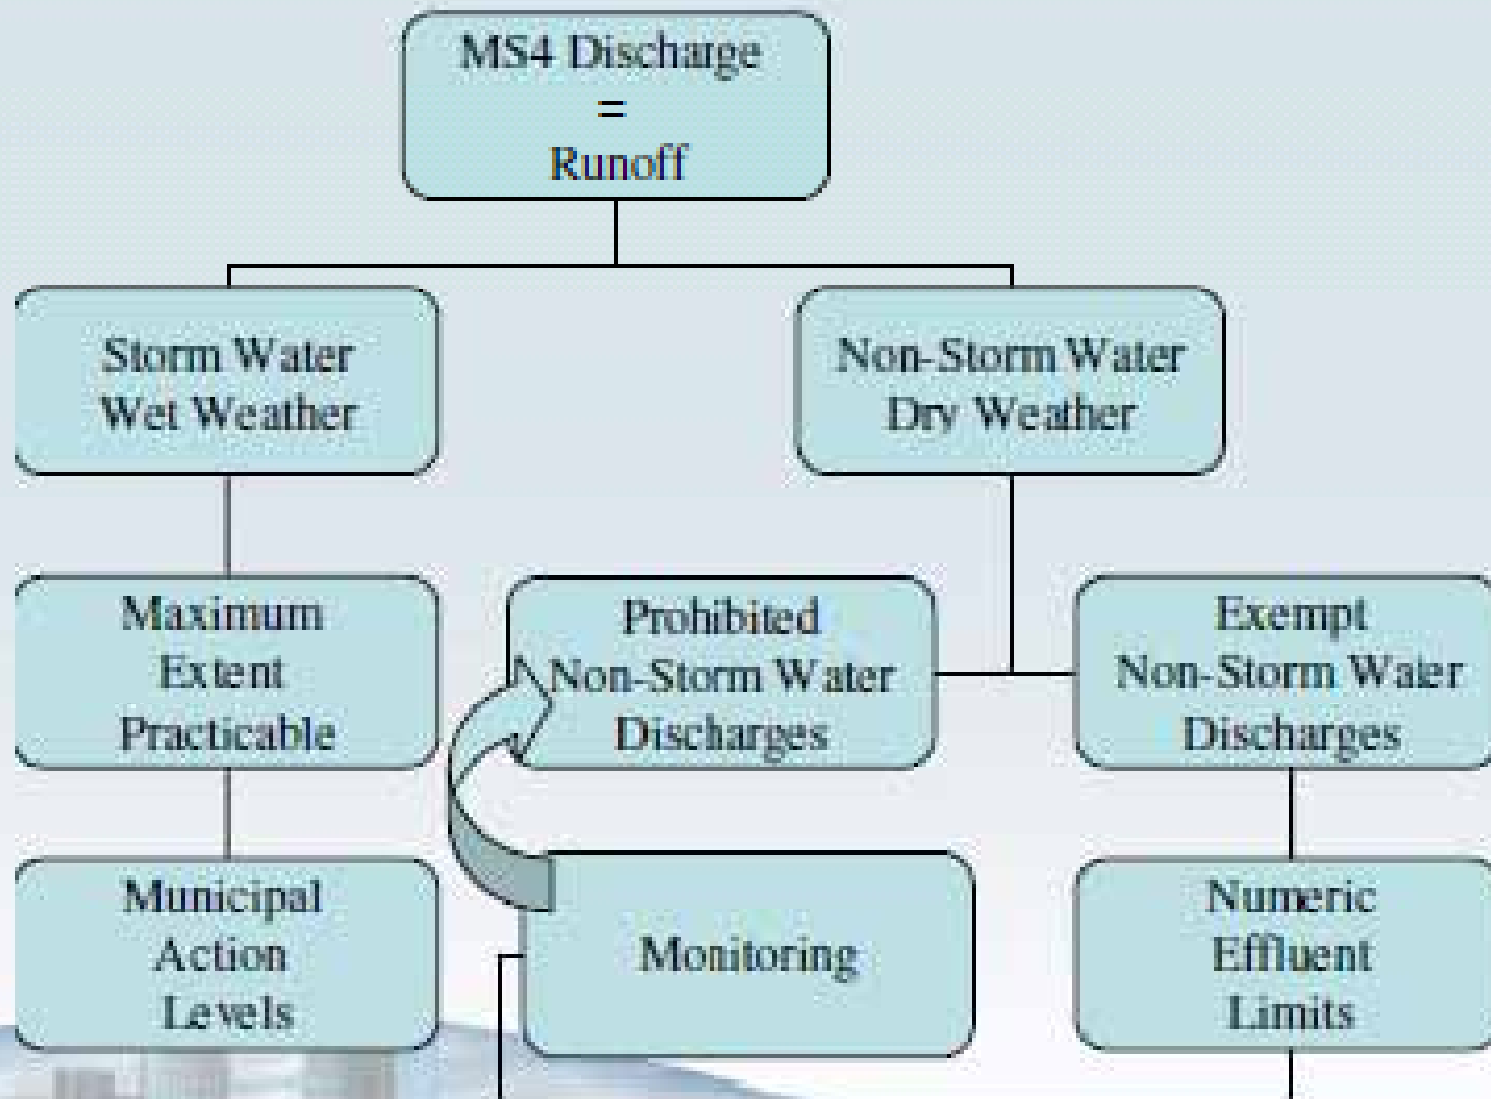 MS4 Discharge
=
Runoff
Storm Water
Wet Weather
Non-Storm Water
Dry Weather
Maximum
Extent
Practicable
Prohibited
Non-Storm Water
Discharges
Exempt
Non-Storm Water
Discharges
Municipal
Action
Levels
Monitoring
Numeric
Effluent
Limits